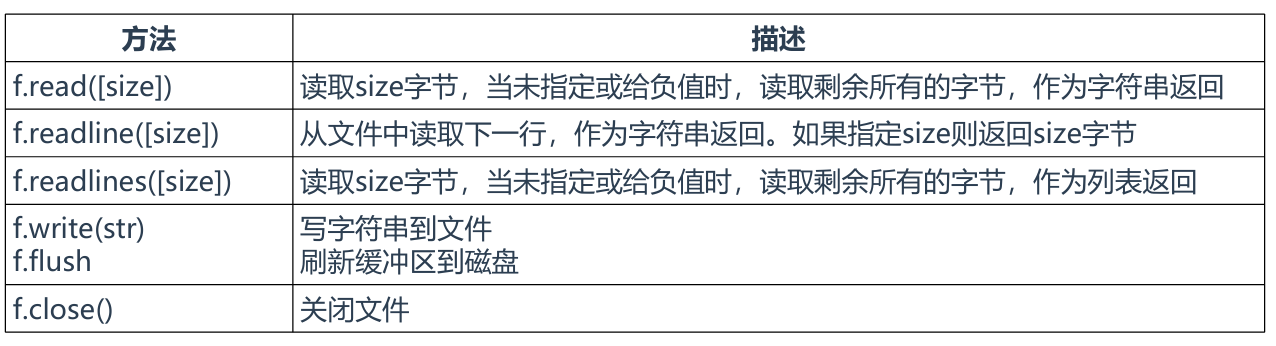 方法 描述
f.read([size]) 读取size字节，当未指定或给负值时，读取剩余所有的字节，作为字符串返回
f.readline([size]) 从文件中读取下一行，作为字符串返回。如果指定size则返回size字节
f.readlines([size]) 读取size字节，当未指定或给负值时，读取剩余所有的字节，作为列表返回
f.write(str) 写字符串到文件
f.flush 刷新缓冲区到磁盘
f.close() 关闭文件